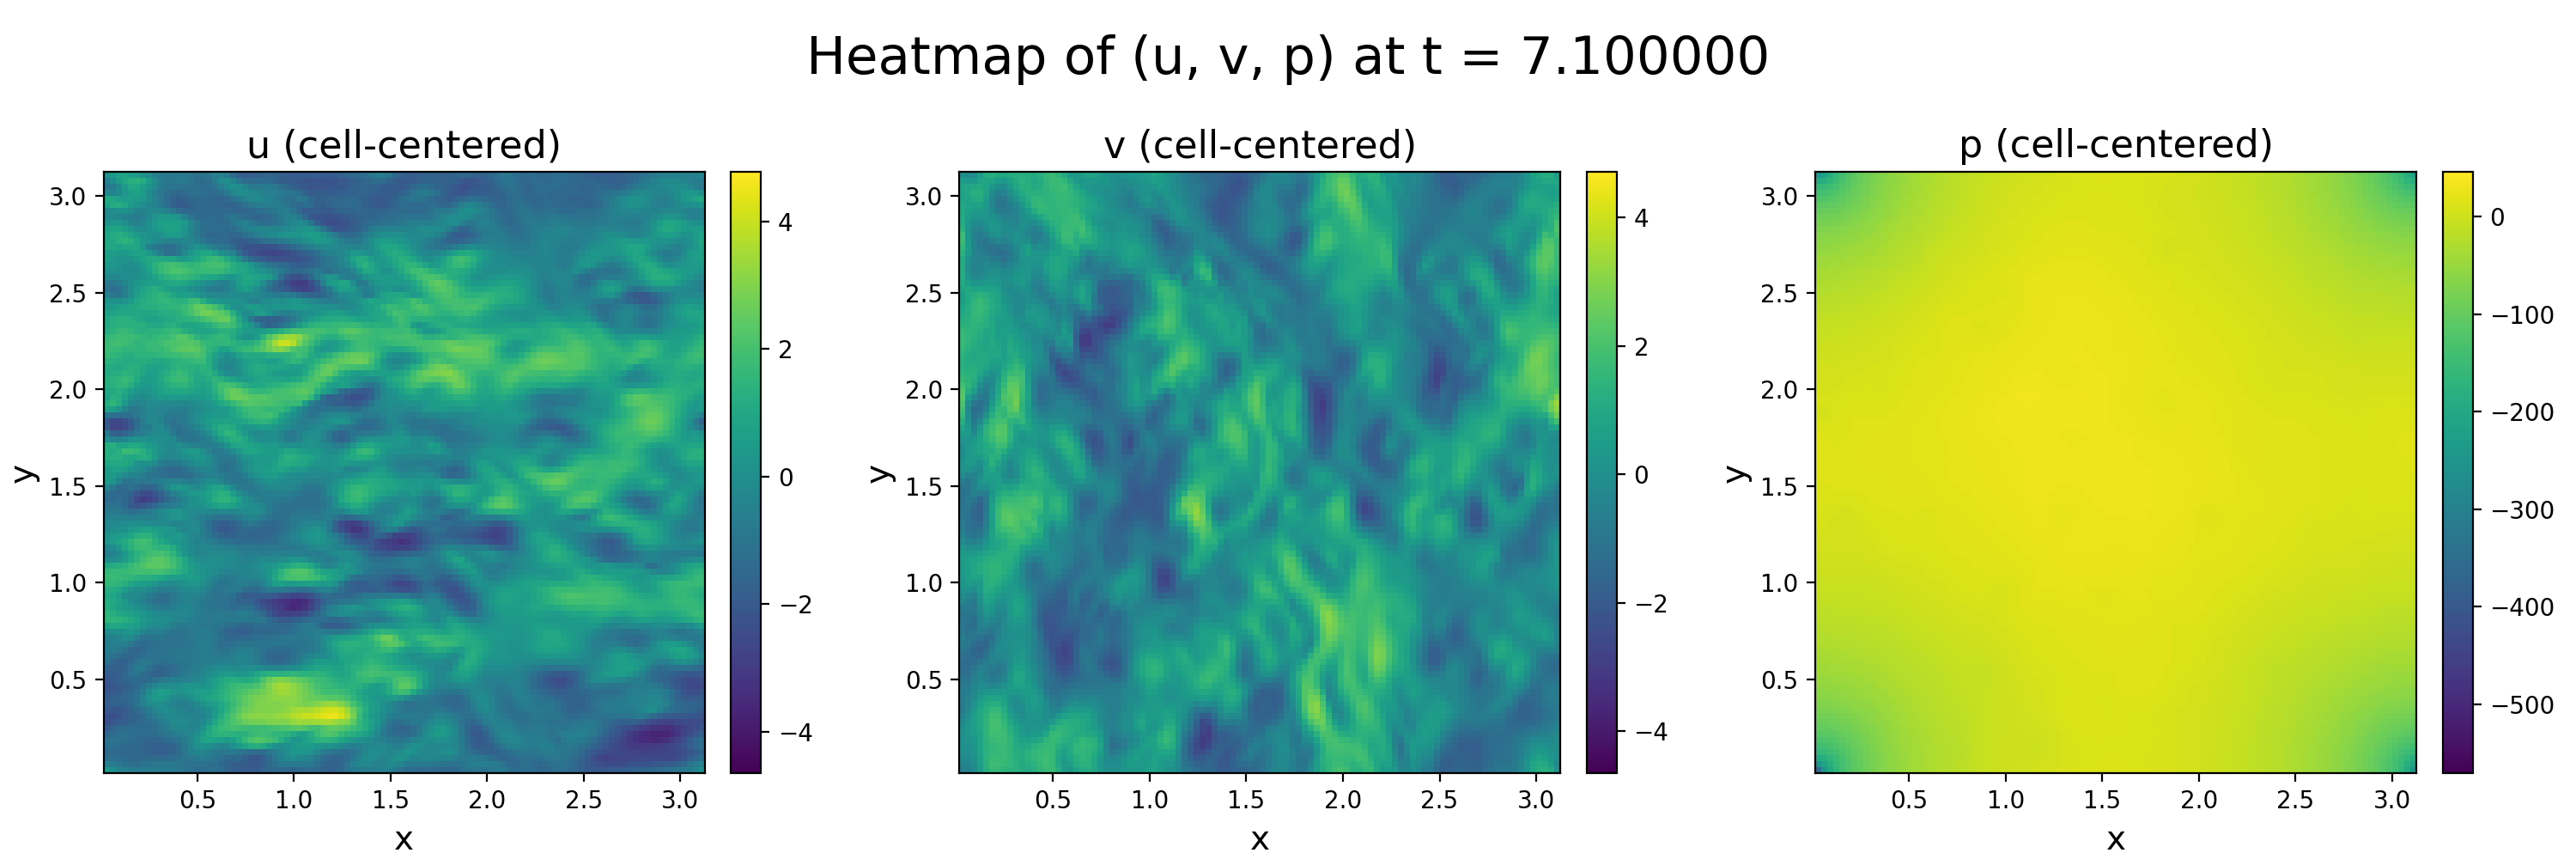 Heatmap of (u, v, p) at t = 7.100000
u (cell-centered)
v (cell-centered)
p (cell-centered)
y
3.0
2.5
2.0
1.5
1.0
0.5
0.5 1.0 1.5 2.0 2.5 3.0
x
4
2
0
−2
−4
y
3.0
2.5
2.0
1.5
1.0
0.5
0.5 1.0 1.5 2.0 2.5 3.0
x
4
2
0
−2
−4
y
3.0
2.5
2.0
1.5
1.0
0.5
0.5 1.0 1.5 2.0 2.5 3.0
x
0
−100
−200
−300
−400
−500